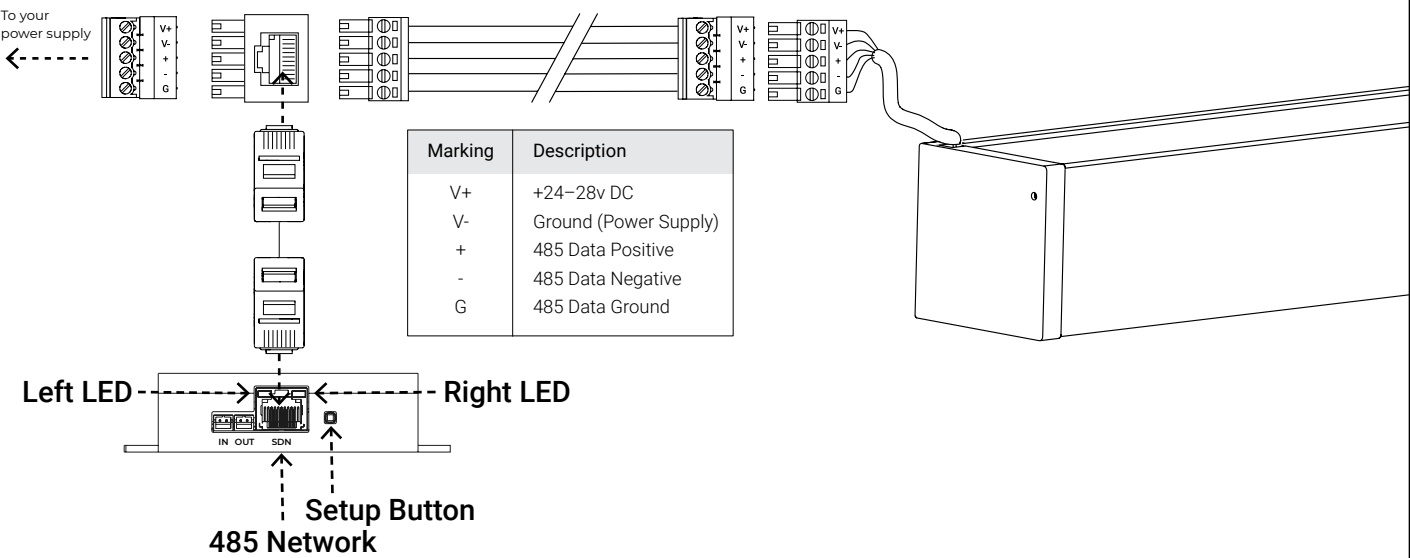 To your
power supply
V+
V-
+
-
G
V+
V-
+
-
G
V+
V-
+
-
G
Marking Description
V+ +24–28v DC
V- Ground (Power Supply)
+ 485 Data Positive
- 485 Data Negative
G 485 Data Ground
Left LED
Right LED
IN OUT SDN
Setup Button
485 Network